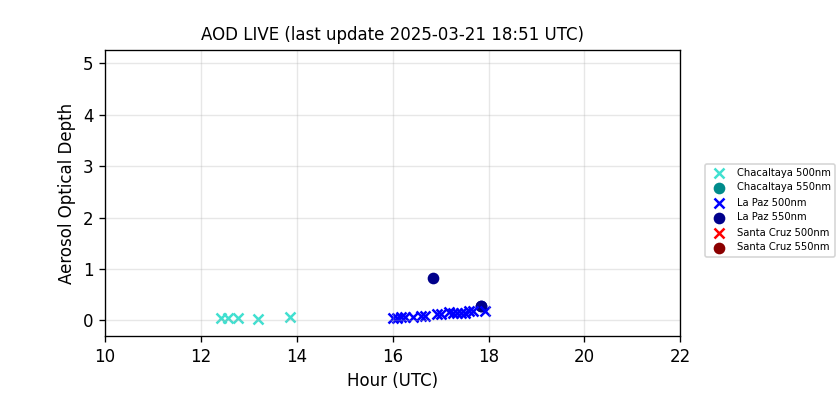 AOD LIVE (last update 2025-03-21 18:51 UTC)
5
4
3
2
1
0
Aerosol Optical Depth
10 12 14 16 18 20 22
Hour (UTC)
Chacaltaya 500nm
Chacaltaya 550nm
La Paz 500nm
La Paz 550nm
Santa Cruz 500nm
Santa Cruz 550nm